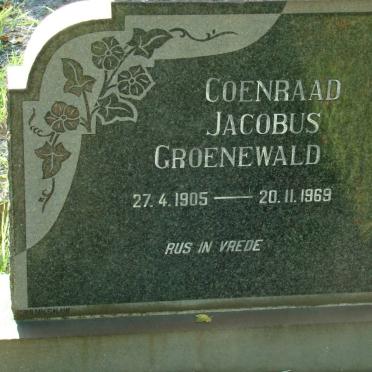 COENRAAD
JACOBUS
GROENEWALD
27.4.1905 — 20.11.1969
RUS IN VREDE